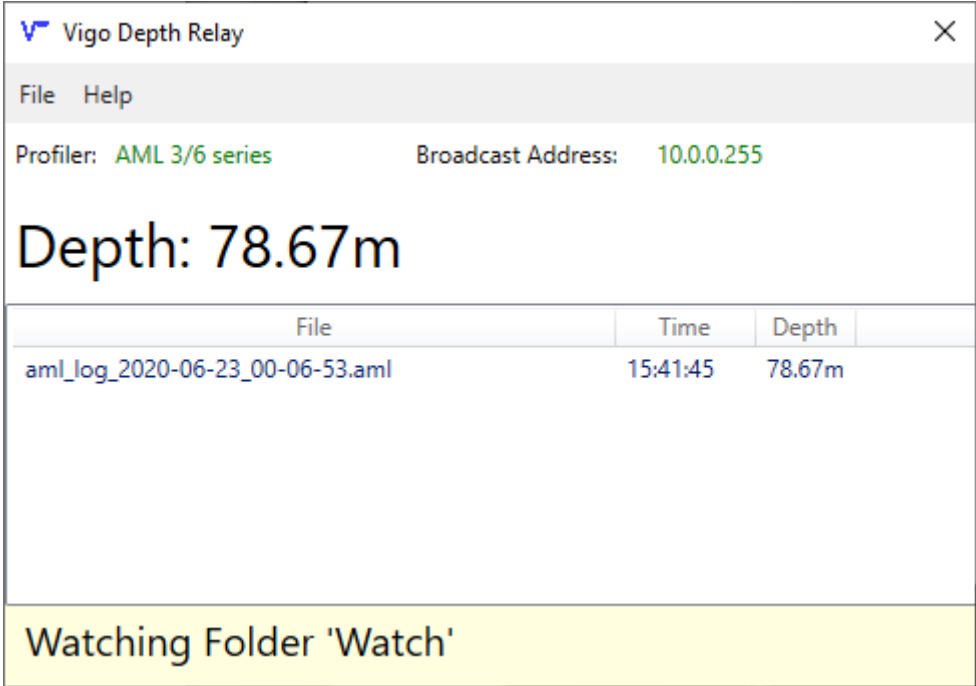 Vigo Depth Relay
File Help
Profiler: AML 3/6 series Broadcast Address: 10.0.0.255
Depth: 78.67m
File Time Depth
aml_log_2020-06-23_00-06-53.aml 15:41:45 78.67m
Watching Folder 'Watch'